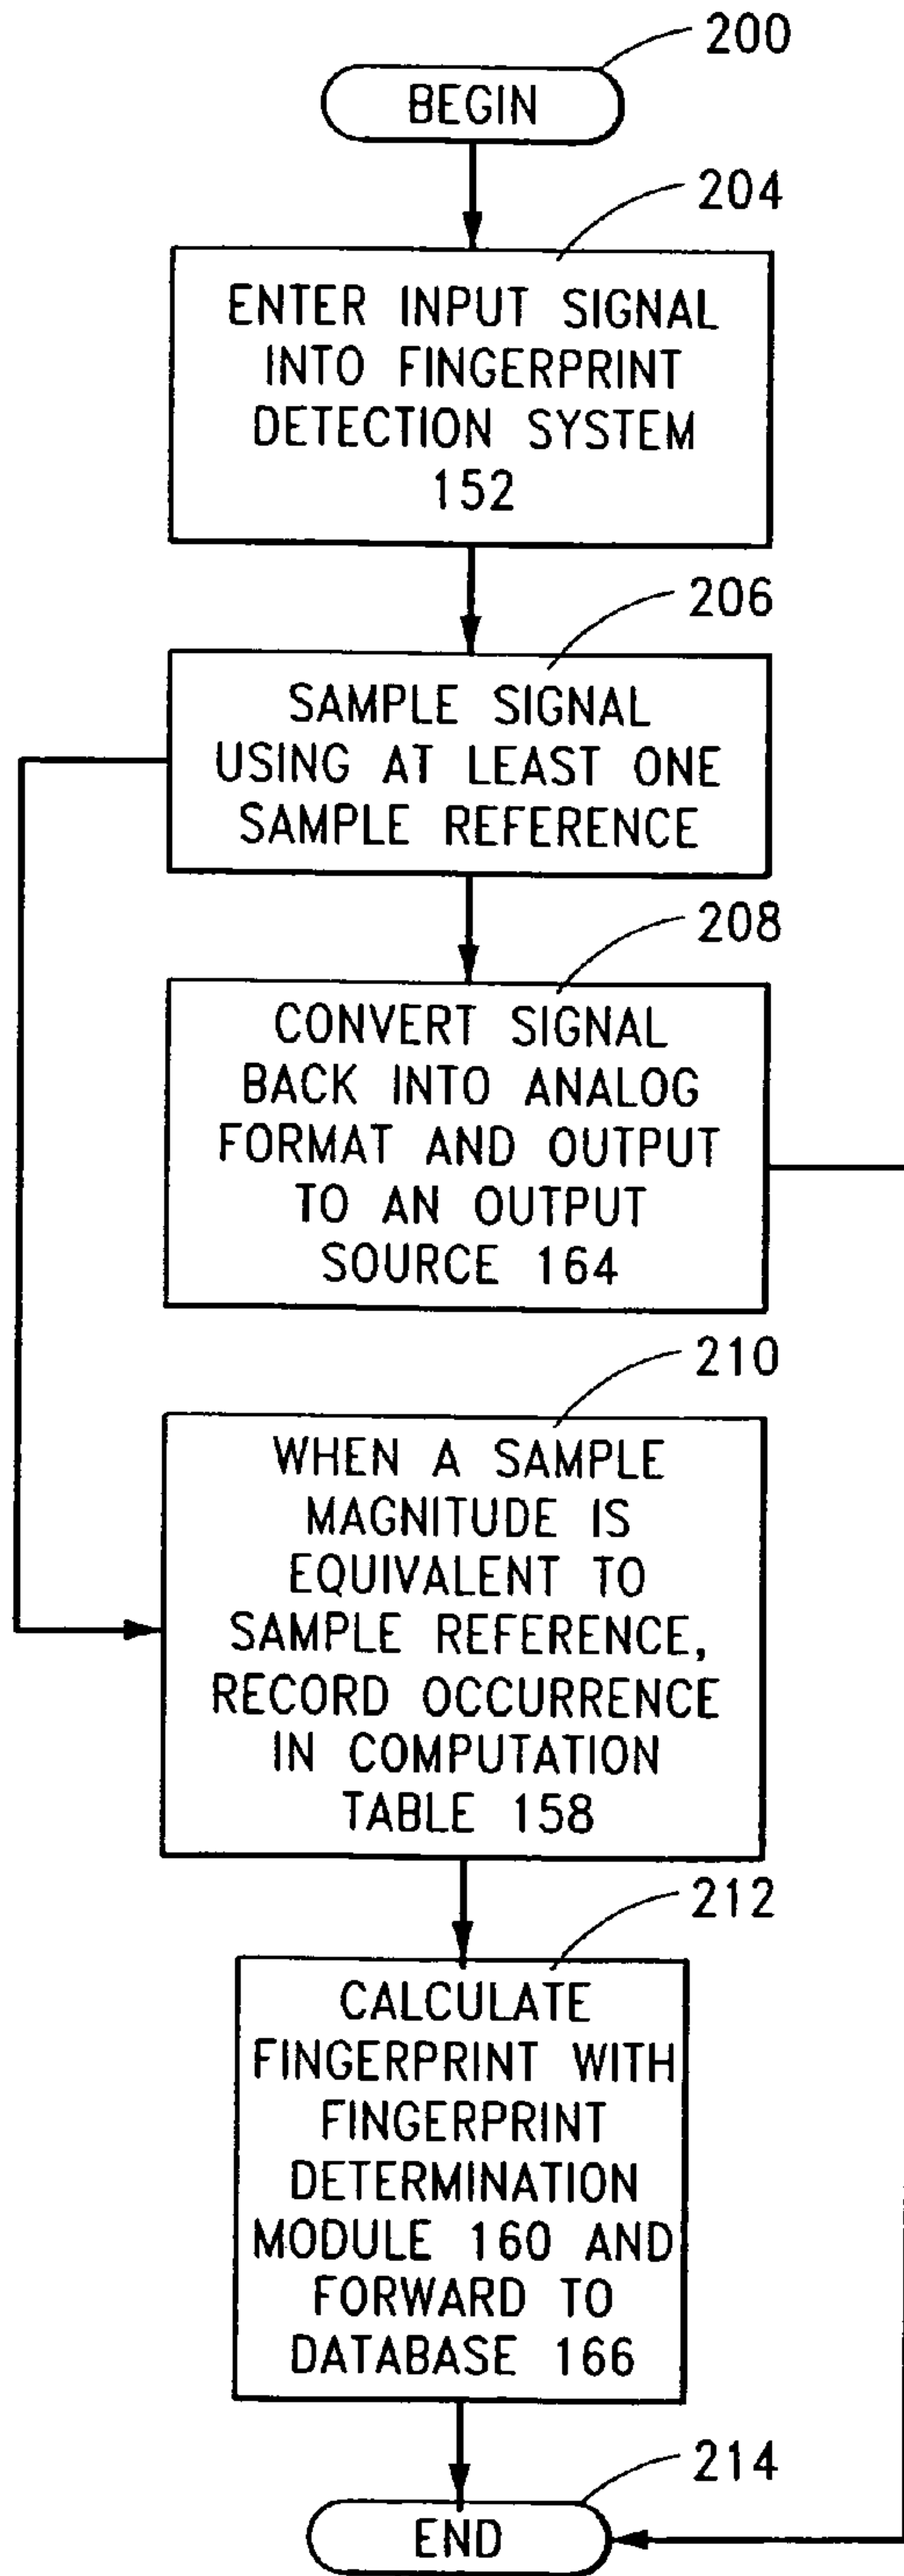 200
BEGIN
204
ENTER INPUT SIGNAL
INTO FINGERPRINT
DETECTION SYSTEM
152
206
SAMPLE SIGNAL
USING AT LEAST ONE
SAMPLE REFERENCE
208
CONVERT SIGNAL
BACK INTO ANALOG
FORMAT AND OUTPUT
TO AN OUTPUT
SOURCE 164
210
WHEN A SAMPLE
MAGNITUDE IS
EQUIVALENT TO
SAMPLE REFERENCE,
RECORD OCCURRENCE
IN COMPUTATION
TABLE 158
212
CALCULATE
FINGERPRINT WITH
FINGERPRINT
DETERMINATION
MODULE 160 AND
FORWARD TO
DATABASE 166
214
END